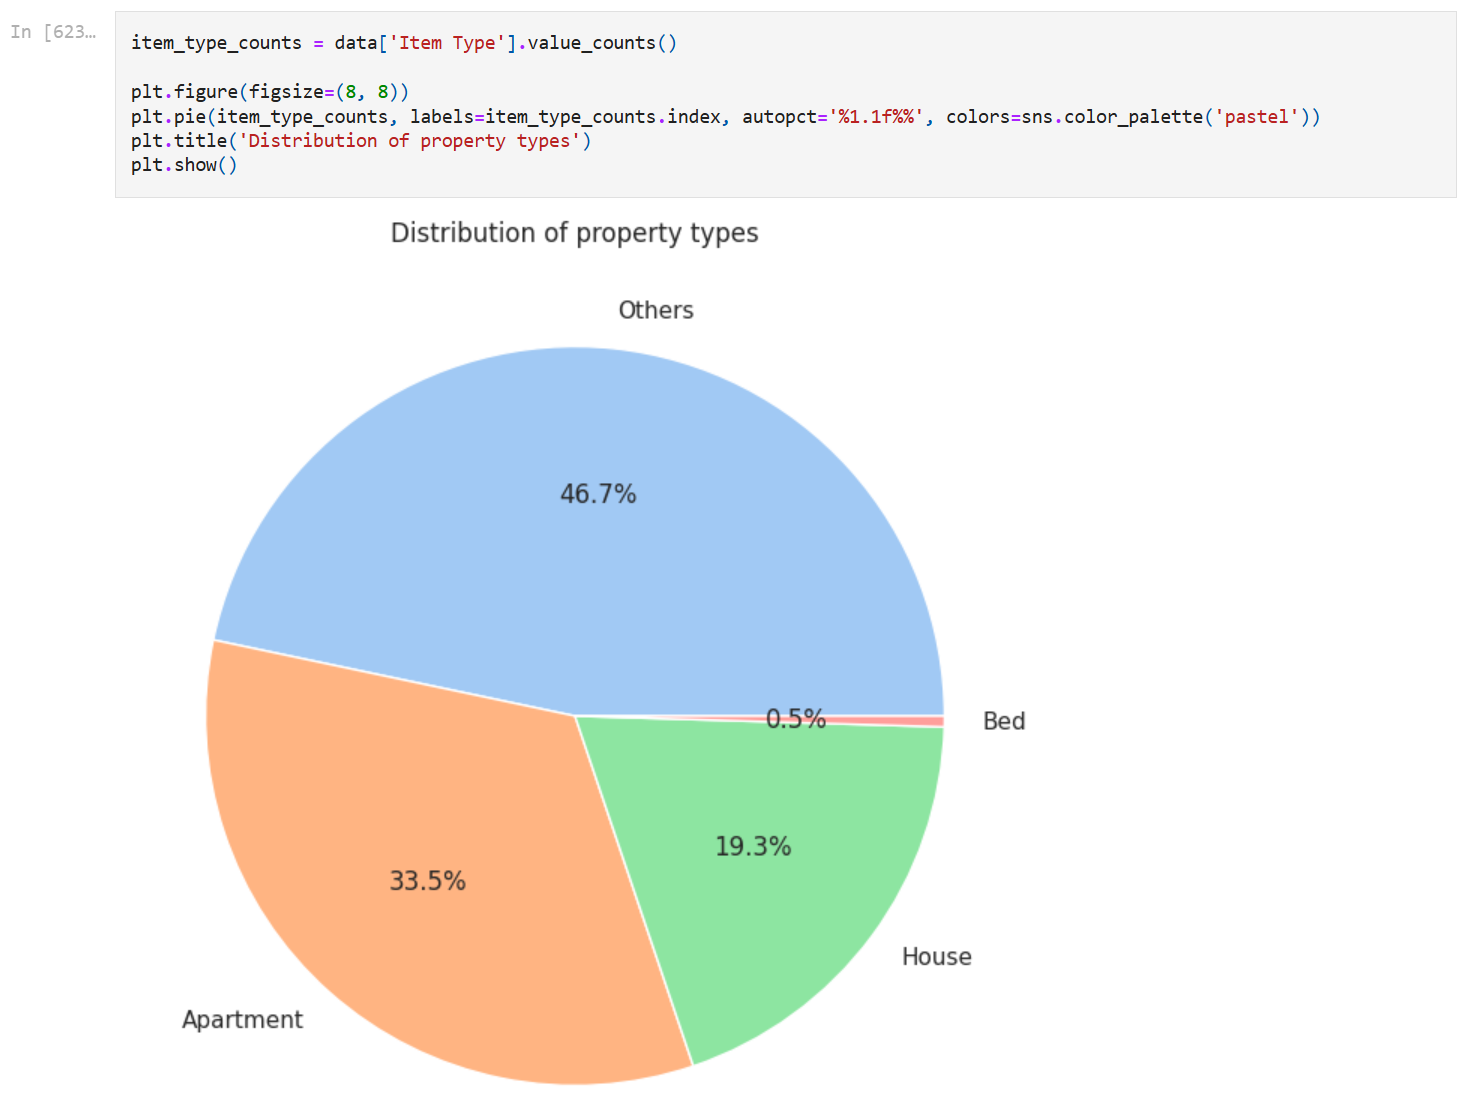 In [623…
item_type_counts = data['Item Type'].value_counts()
plt.figure(figsize=(8, 8))
plt.pie(item_type_counts, labels=item_type_counts.index, autopct='%1.1f%%', colors=sns.color_palette('pastel'))
plt.title('Distribution of property types')
plt.show()
Distribution of property types
Others
46.7%
0.5%
Bed
19.3%
33.5%
House
Apartment